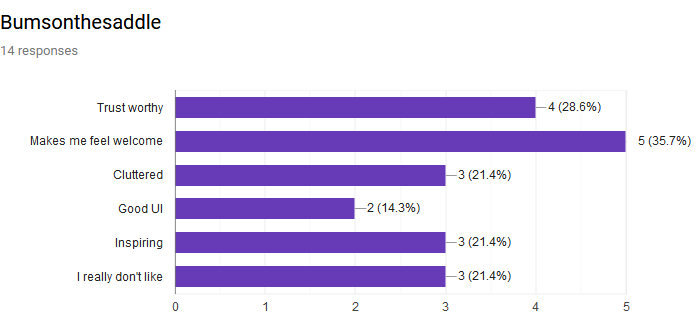 Bumsonthesaddle
14 responses
Trust worthy 4 (28.6%)
Makes me feel welcome 5 (35.7%)
Cluttered 3 (21.4%)
Good UI 2 (14.3%)
Inspiring 3 (21.4%)
I really don't like 3 (21.4%)
0 1 2 3 4 5